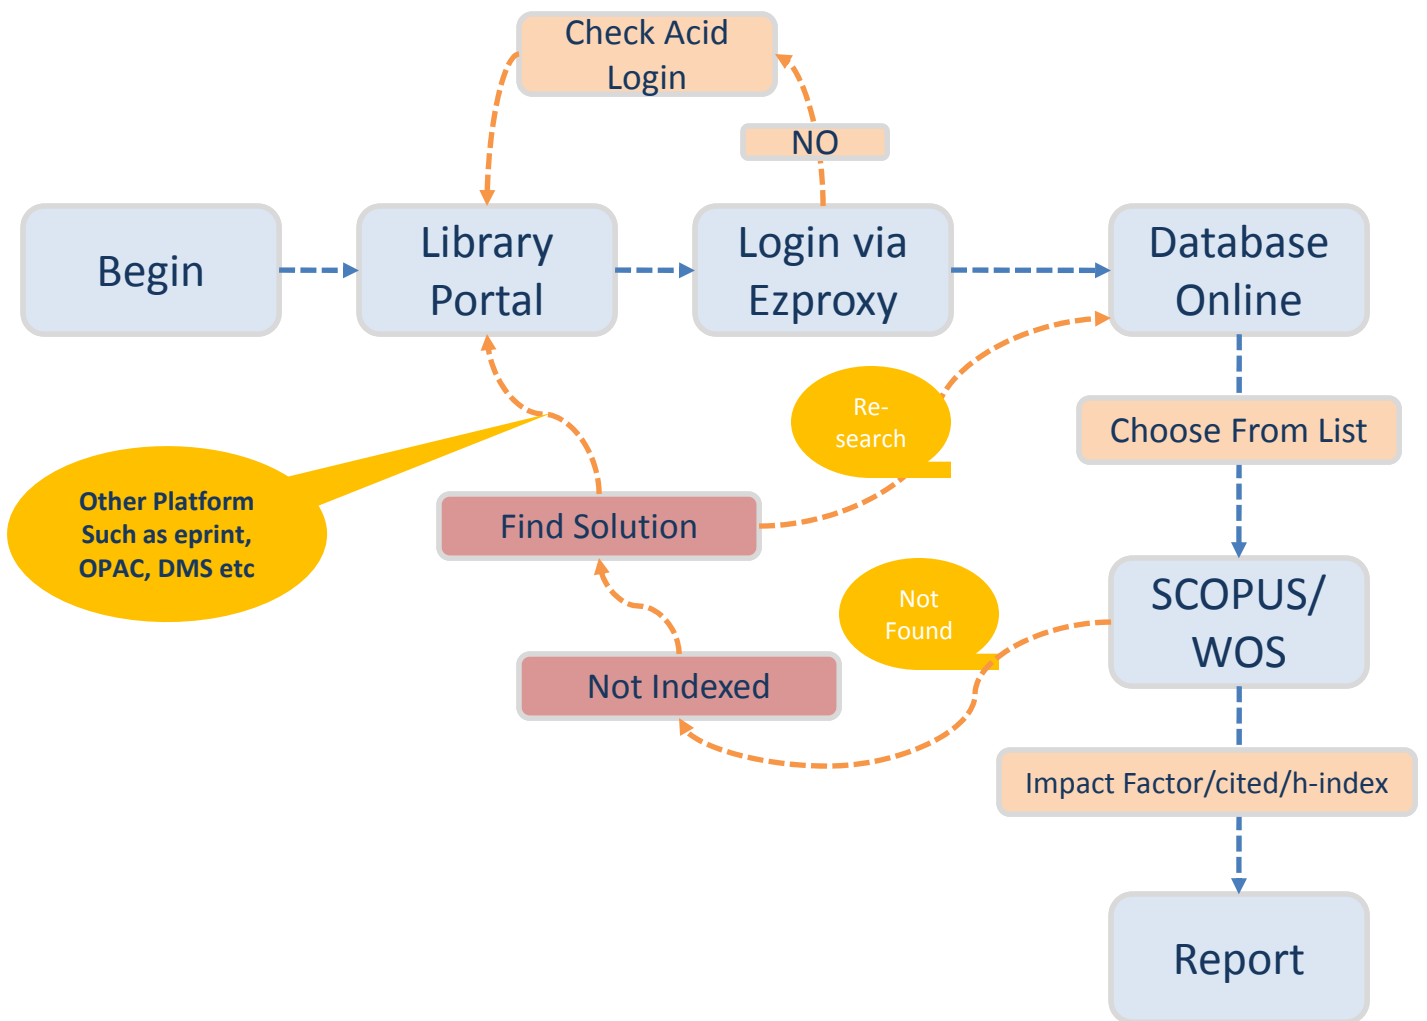 Check Acid
Login
NO
Begin
Library
Portal
Login via
Ezproxy
Database
Online
Re-
search
Choose From List
Other Platform
Such as eprint,
OPAC, DMS etc
Find Solution
Not
Found
SCOPUS/
WOS
Not Indexed
Impact Factor/cited/h-index
Report